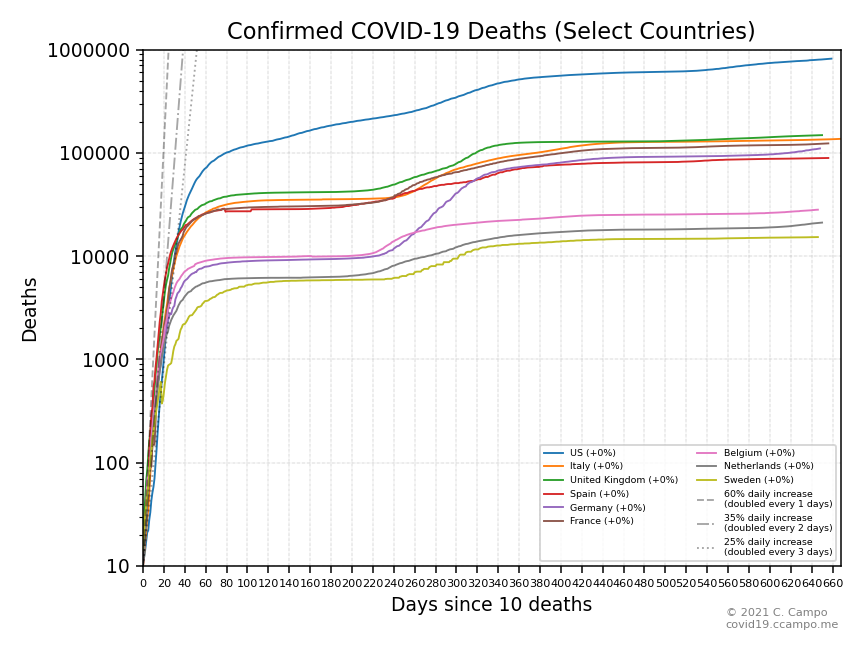 Confirmed COVID-19 Deaths (Select Countries)
1000000
100000
10000
1000
100
10
Deaths
US (+0%)
Italy (+0%)
United Kingdom (+0%)
Spain (+0%)
Germany (+0%)
France (+0%)
Belgium (+0%)
Netherlands (+0%)
Sweden (+0%)
60% daily increase
(doubled every 1 days)
35% daily increase
(doubled every 2 days)
25% daily increase
(doubled every 3 days)
0 20 40 60 80 100 120 140 160 180 200 220 240 260 280 300 320 340 360 380 400 420 440 460 480 500 520 540 560 580 600 620 640 660
Days since 10 deaths
© 2021 C. Campo
covid19.ccampo.me